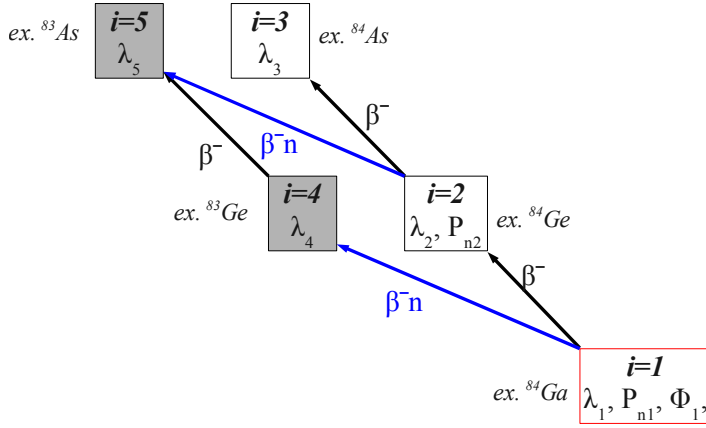 ex. ⁸³As
i=5
λ₅
i=3
λ₃
ex. ⁸⁴As
β⁻
β⁻n
β⁻
ex. ⁸³Ge
i=4
λ₄
i=2
λ₂, Pₙ₂
ex. ⁸⁴Ge
β⁻n
β⁻
ex. ⁸⁴Ga
i=1
λ₁, Pₙ₁, Φ₁,